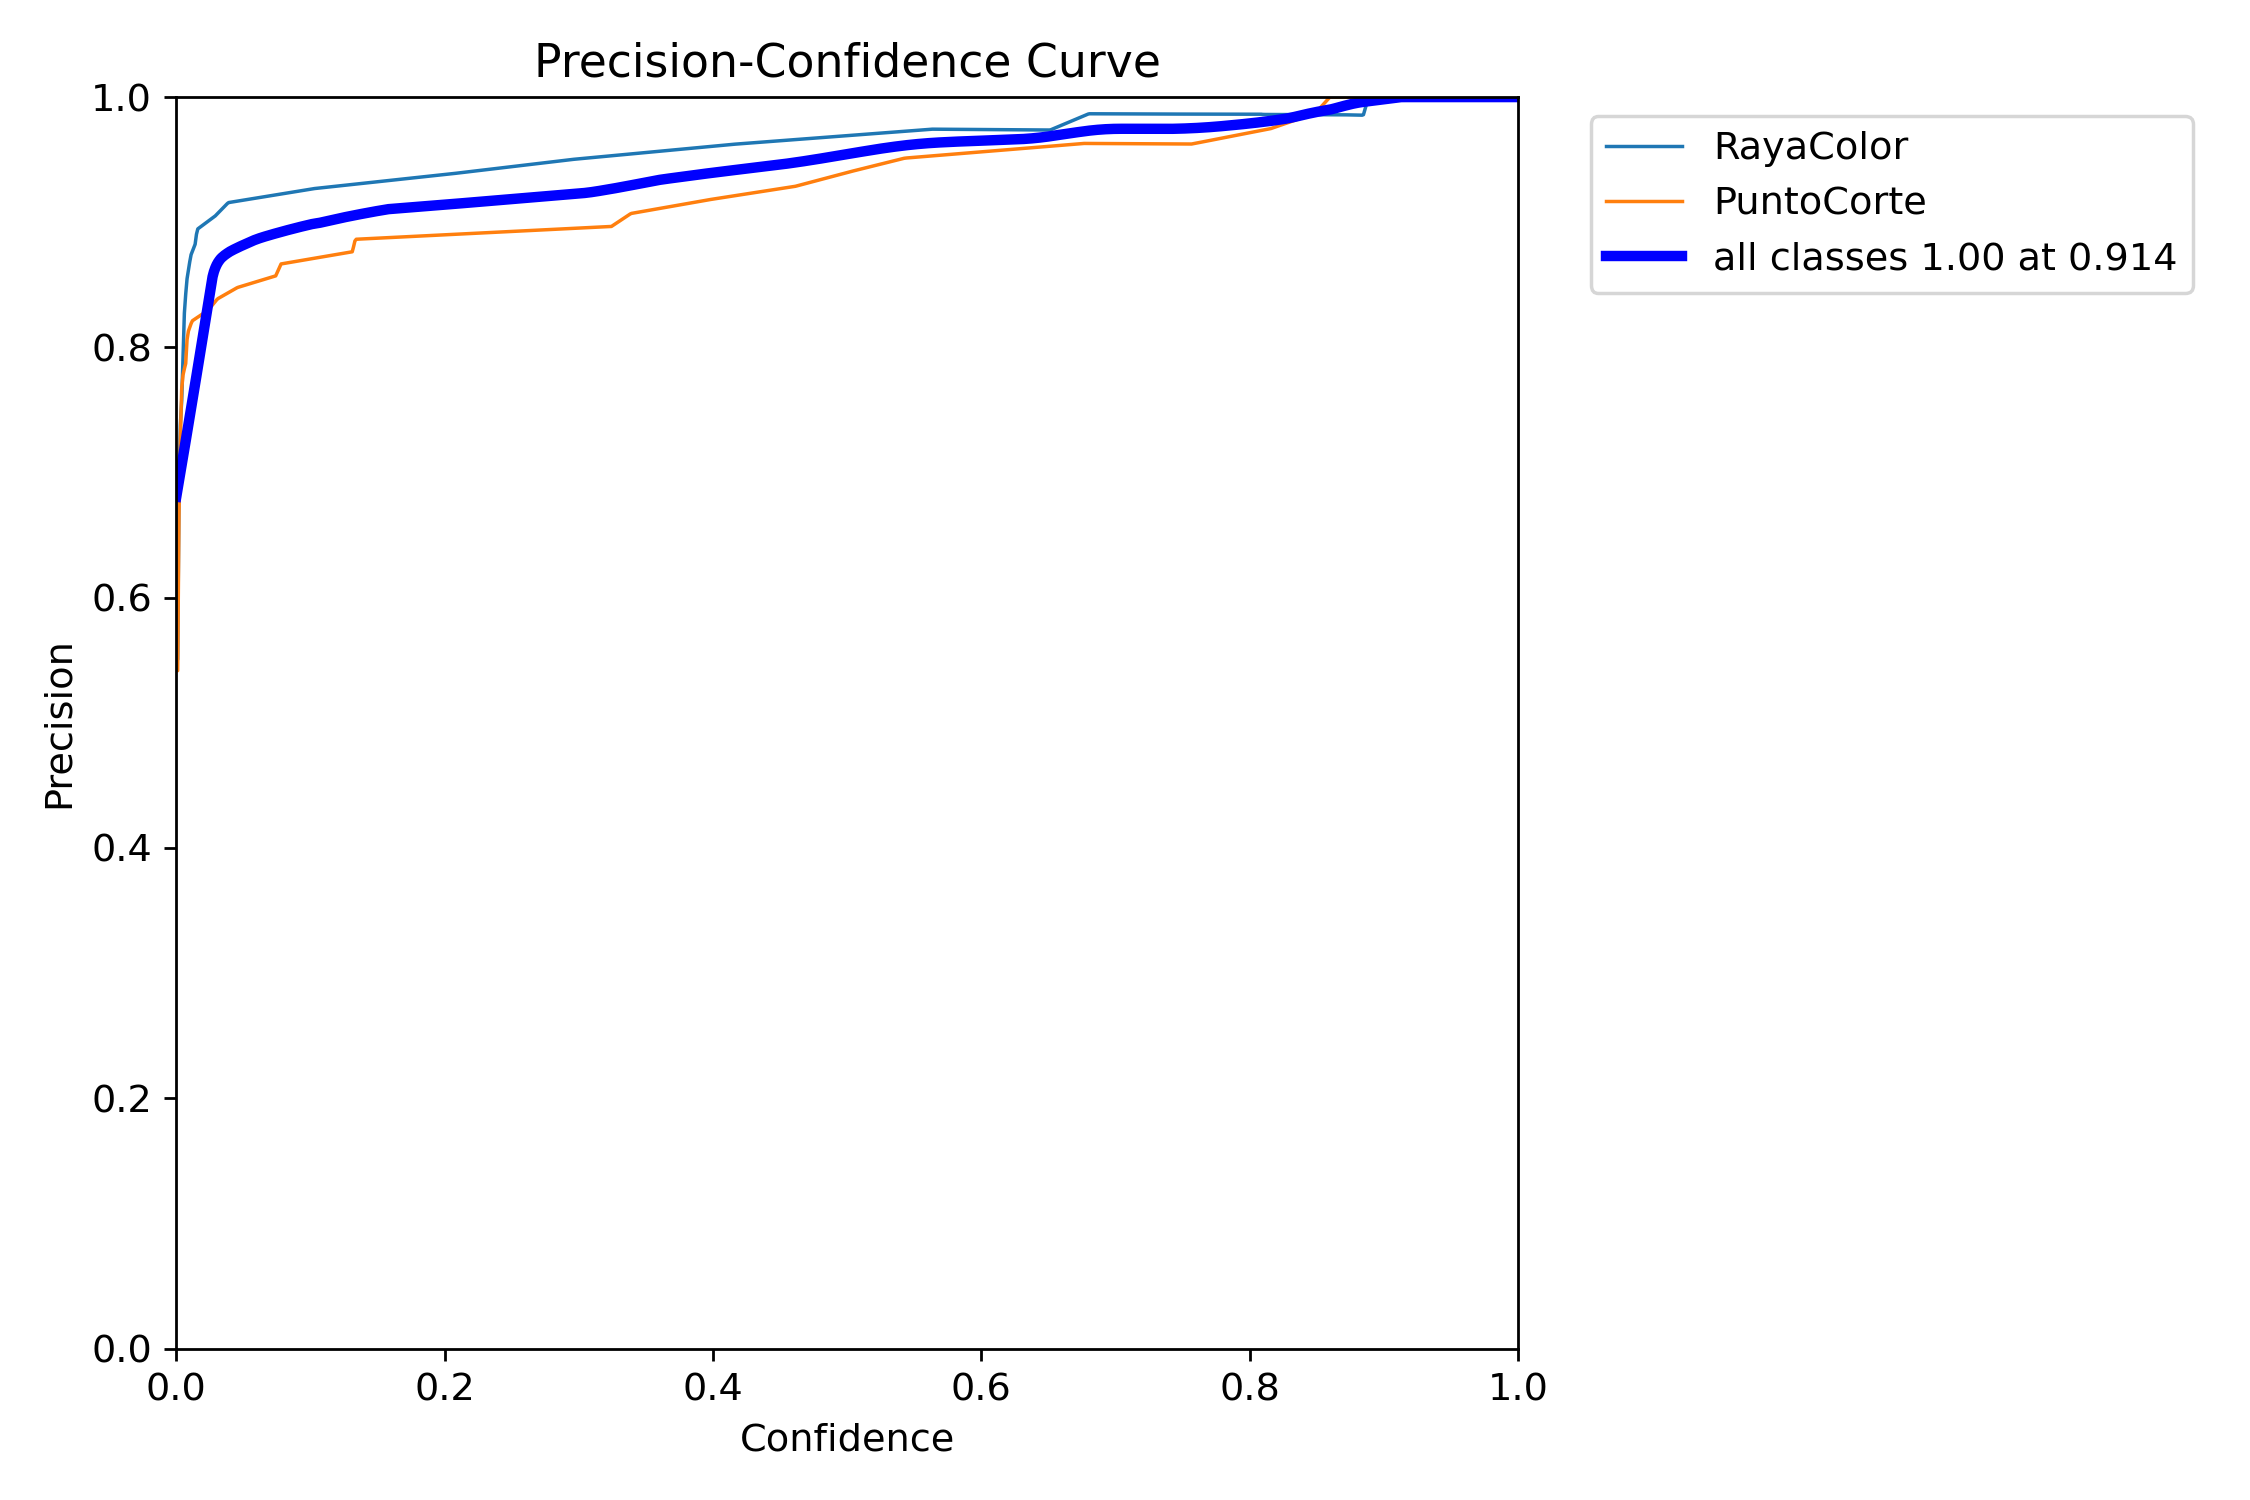 Precision-Confidence Curve
1.0
0.8
0.6
0.4
0.2
0.0
Precision
0.0 0.2 0.4 0.6 0.8 1.0
Confidence
RayaColor
PuntoCorte
all classes 1.00 at 0.914